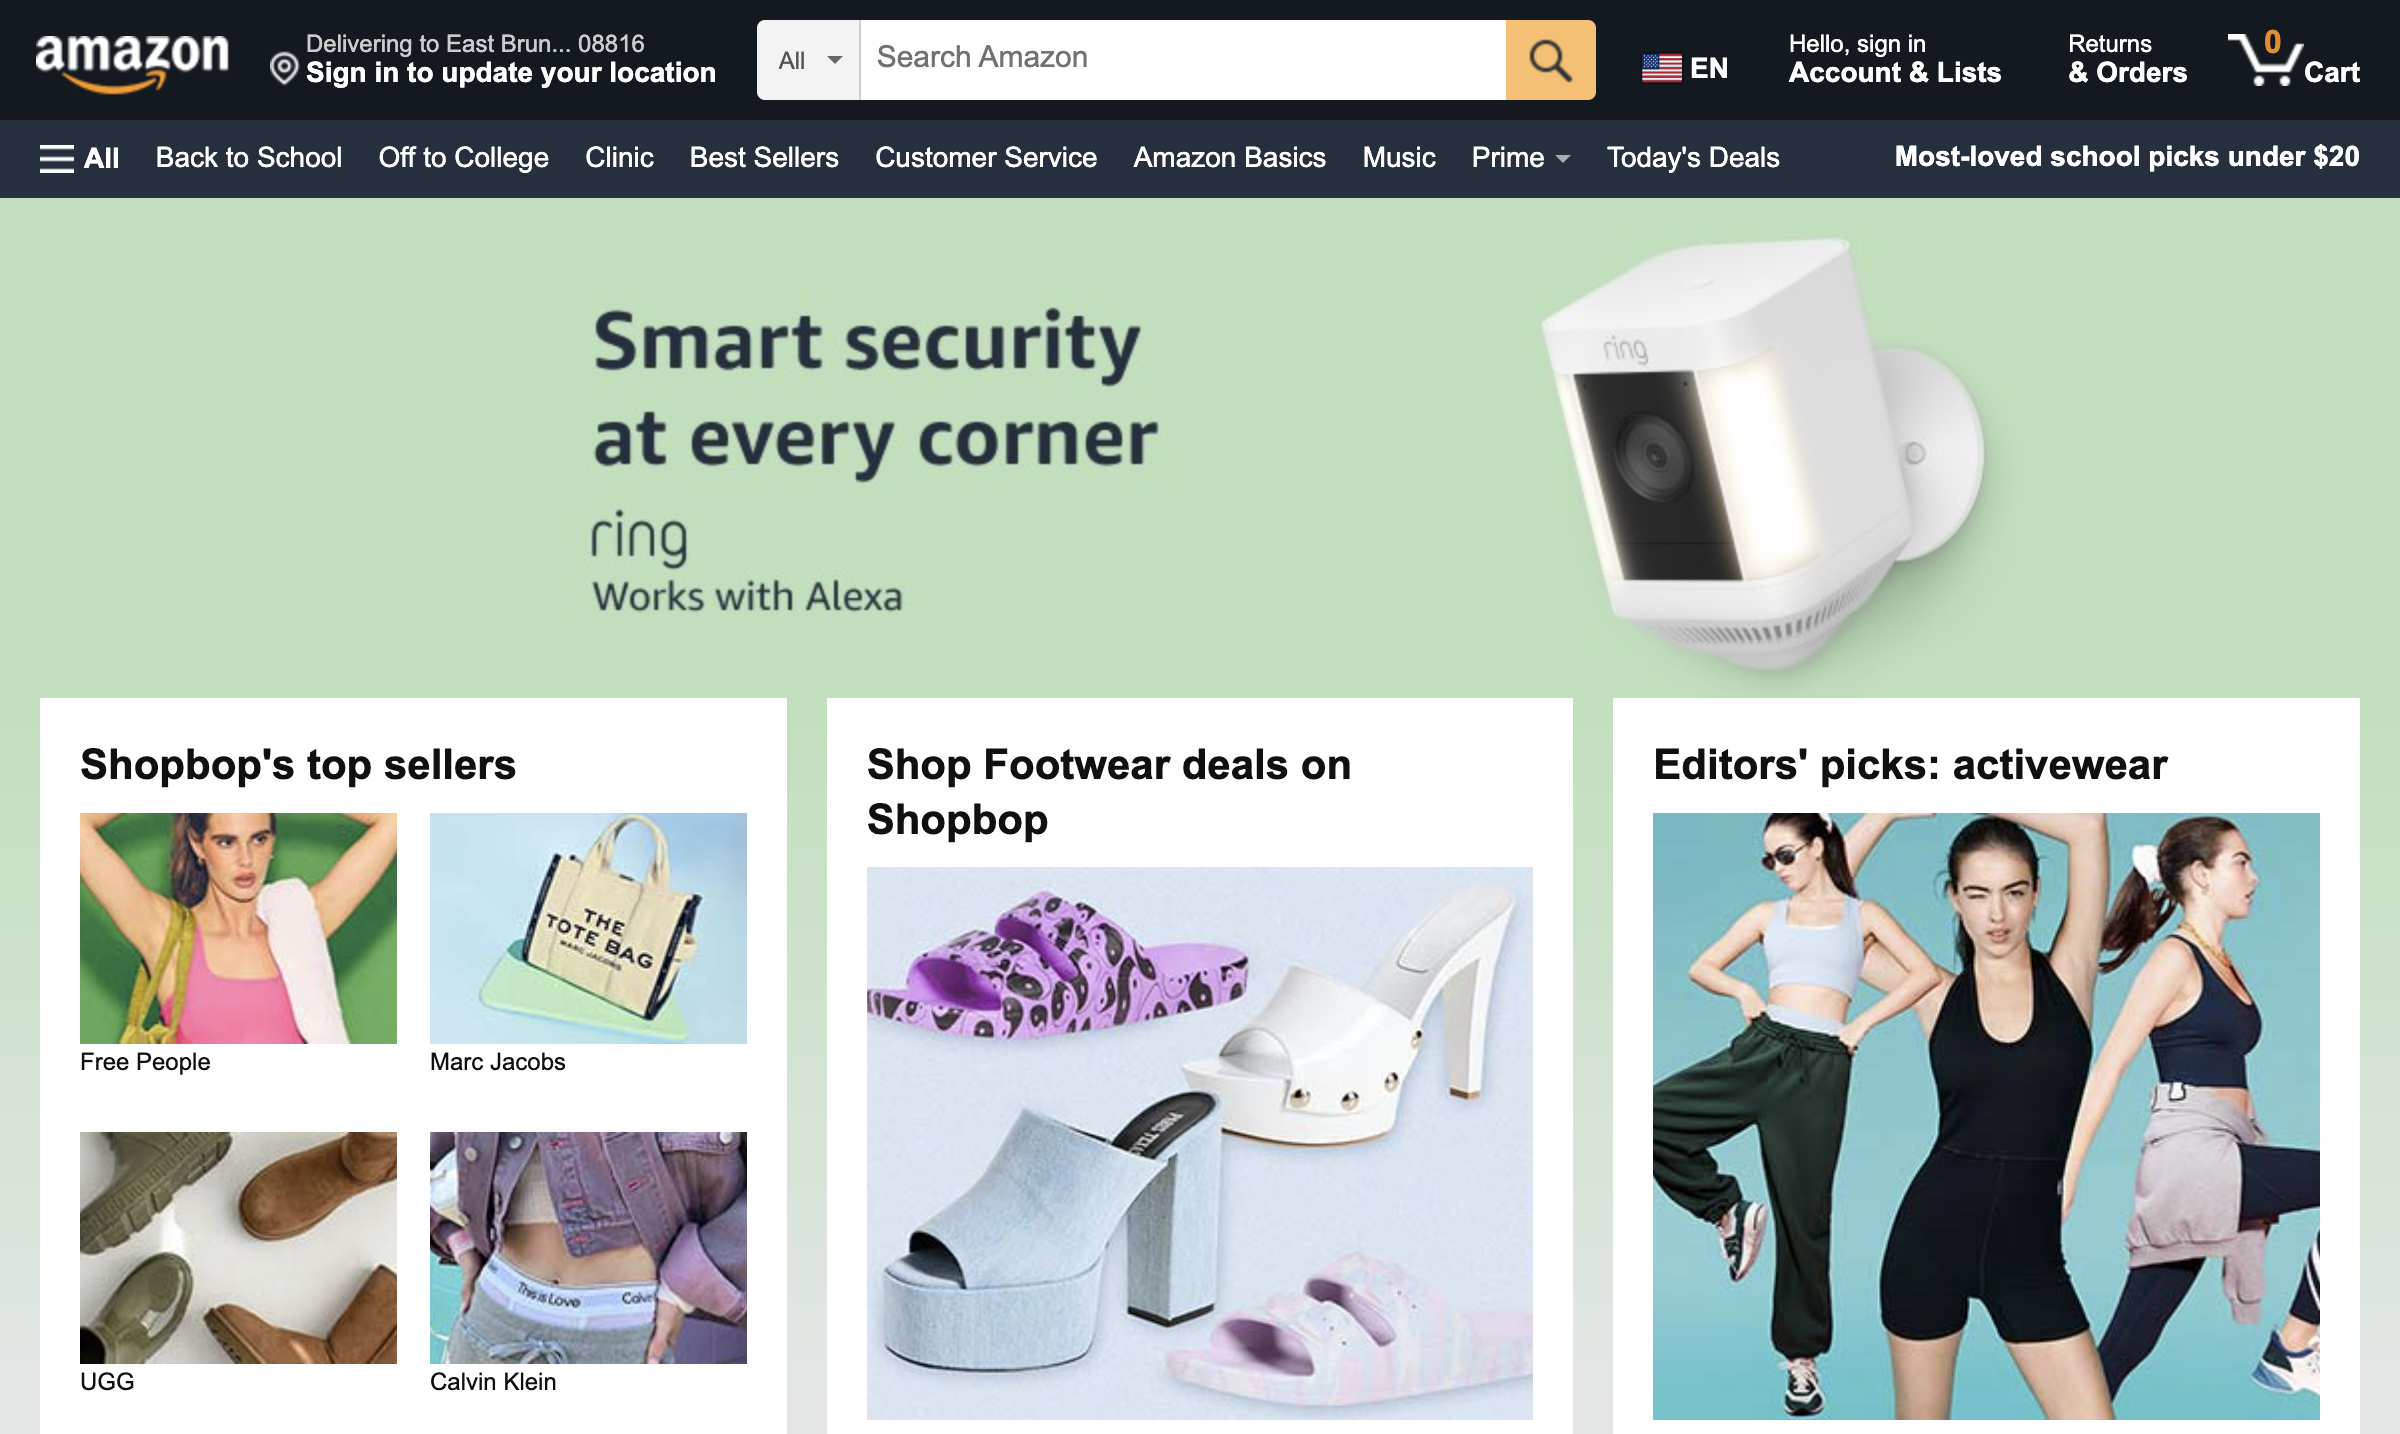 amazon
Delivering to East Brun... 08816
Sign in to update your location
All
Search Amazon
EN
Hello, sign in
Account & Lists
Returns
& Orders
0
Cart
All
Back to School
Off to College
Clinic
Best Sellers
Customer Service
Amazon Basics
Music
Prime
Today's Deals
Most-loved school picks under $20
Smart security
at every corner
ring
Works with Alexa
ring
Shopbop's top sellers
THE
TOTE BAG
MARC JACOBS
Free People
Marc Jacobs
This is Love
Calvin
UGG
Calvin Klein
Shop Footwear deals on
Shopbop
Editors' picks: activewear